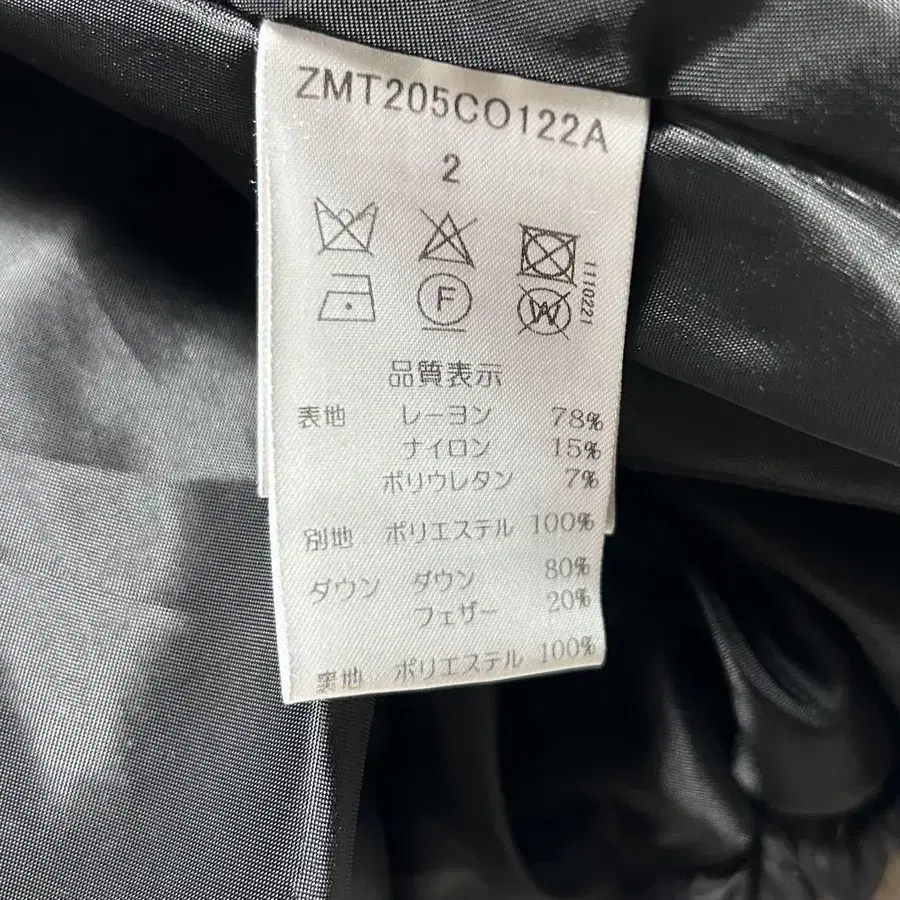 ZMT205CO122A
2
F
W
1110221
品質表示
表地 レーヨン 78%
ナイロン 15%
ポリウレタン 7%
別地 ポリエステル 100%
ダウン ダウン 80%
フェザー 20%
裏地 ポリエステル 100%